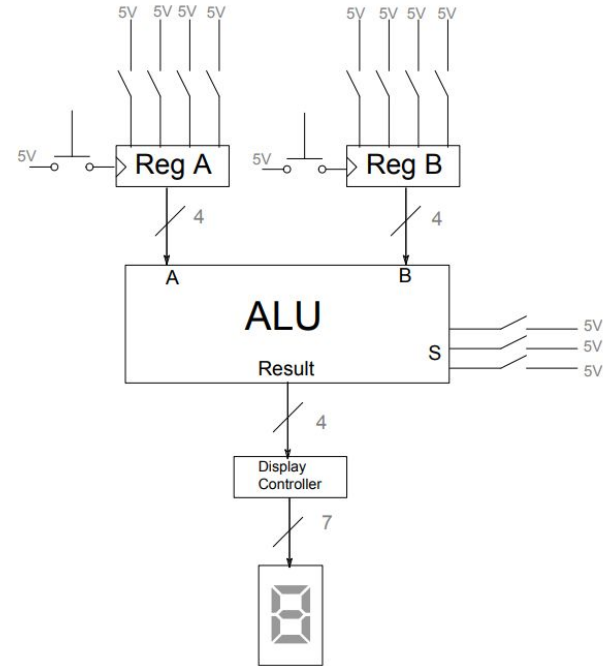 5V 5V 5V 5V 5V 5V 5V 5V
5V Reg A 5V Reg B
4 4
A B
ALU
S
5V
5V
5V
Result
4
Display
Controller
7